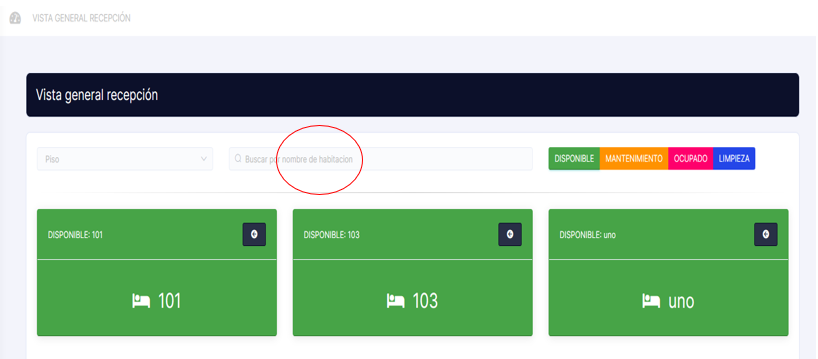 VISTA GENERAL RECEPCIÓN
Vista general recepción
Piso
Buscar por nombre de habitacion
DISPONIBLE MANTENIMIENTO OCUPADO LIMPIEZA
DISPONIBLE: 101
DISPONIBLE: 103
DISPONIBLE: uno
101
103
uno